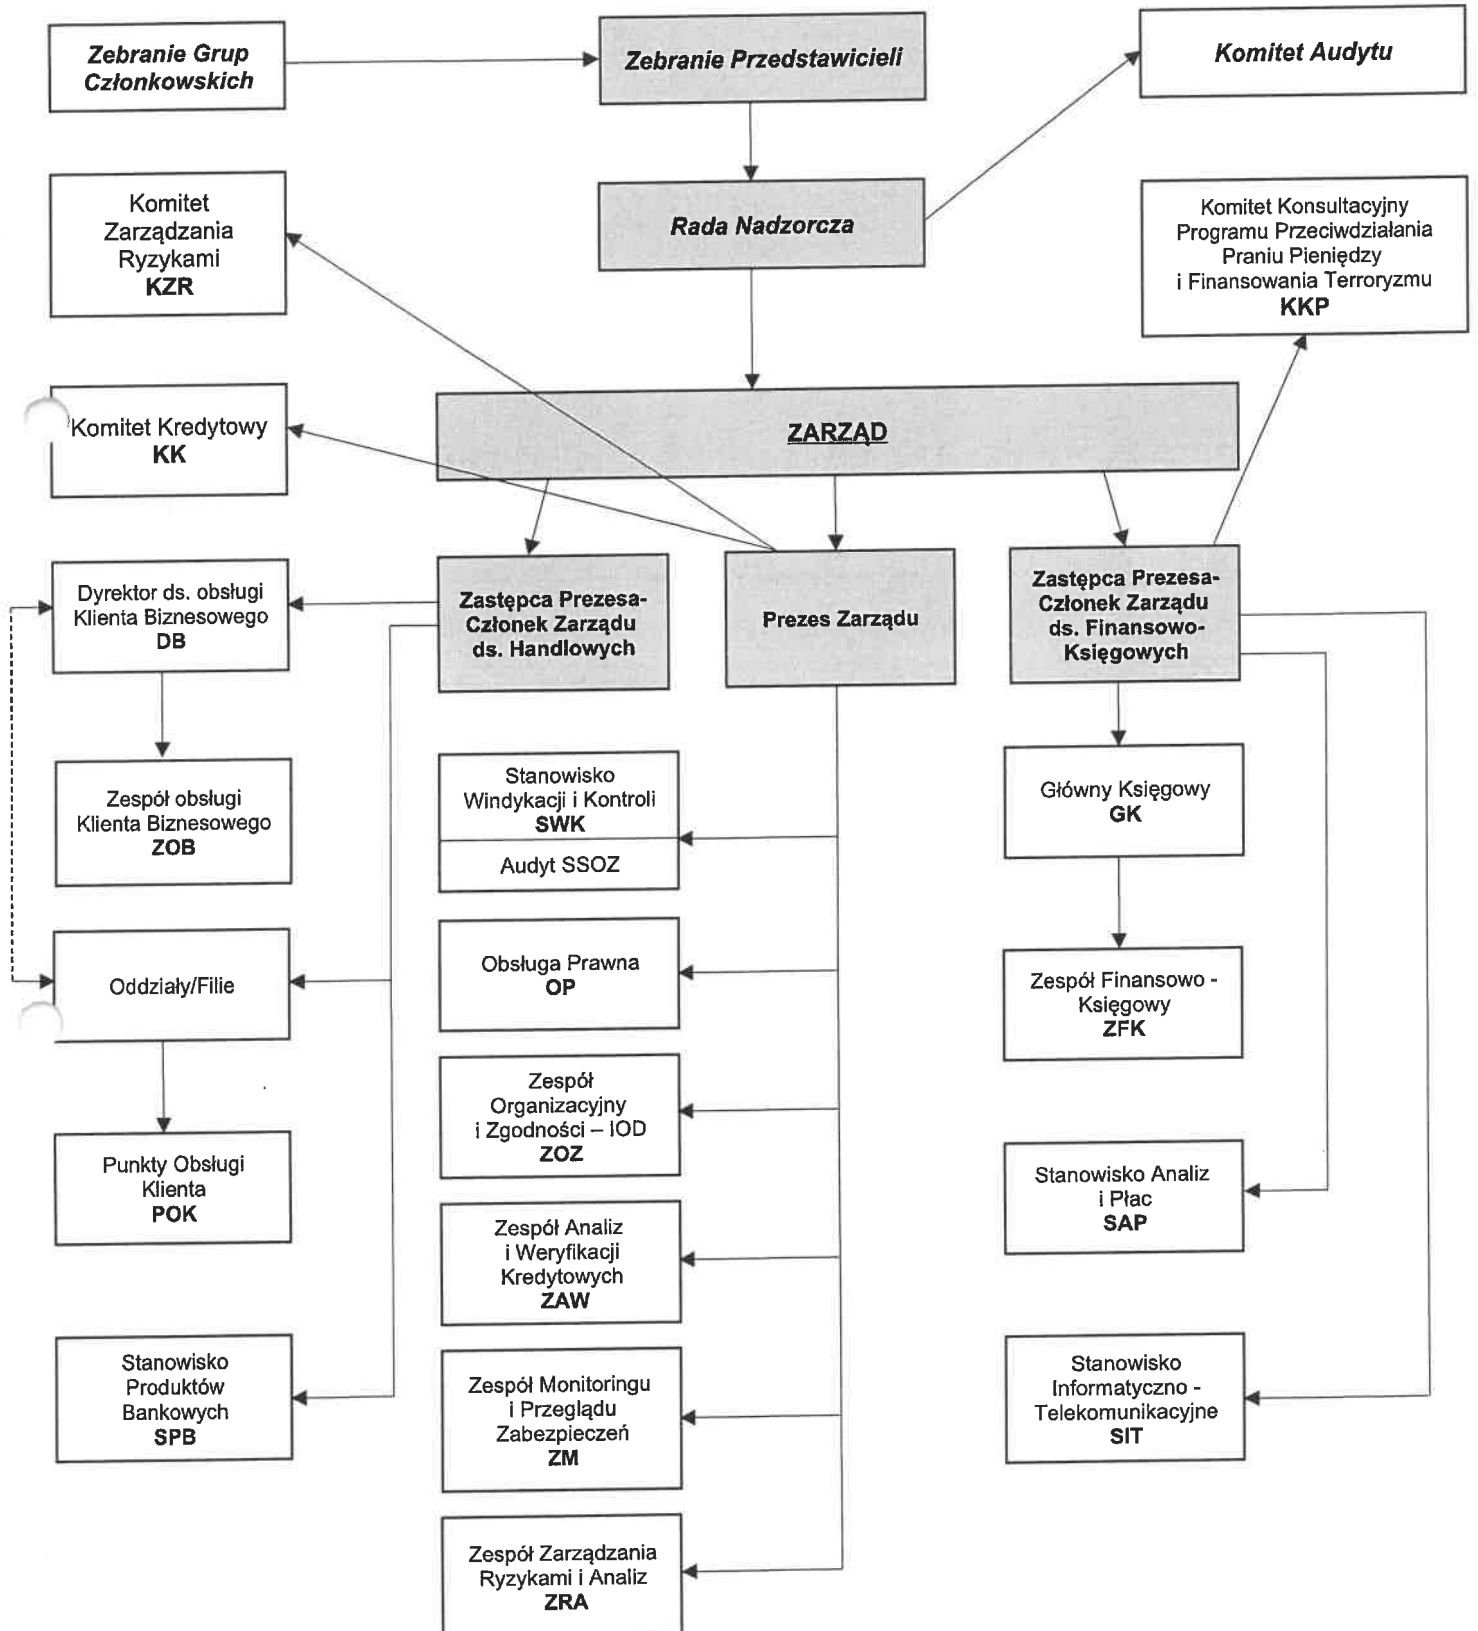 Zebranie Grup
Członkowskich
Zebranie Przedstawicieli
Komitet Audytu
Komitet
Zarządzania
Ryzykami
KZR
Rada Nadzorcza
Komitet Konsultacyjny
Programu Przeciwdziałania
Praniu Pieniędzy
i Finansowania Terroryzmu
KKP
Komitet Kredytowy
KK
ZARZĄD
Dyrektor ds. obsługi
Klienta Biznesowego
DB
Zastępca Prezesa-
Członek Zarządu
ds. Handlowych
Prezes Zarządu
Zastępca Prezesa-
Członek Zarządu
ds. Finansowo-
Księgowych
Zespół obsługi
Klienta Biznesowego
ZOB
Stanowisko
Windykacji i Kontroli
SWK
Audyt SSOZ
Główny Księgowy
GK
Oddziały/Filie
Obsługa Prawna
OP
Zespół Finansowo -
Księgowy
ZFK
Punkty Obsługi
Klienta
POK
Zespół
Organizacyjny
i Zgodności – IOD
ZOZ
Stanowisko Analiz
i Płac
SAP
Zespół Analiz
i Weryfikacji
Kredytowych
ZAW
Stanowisko
Produktów
Bankowych
SPB
Zespół Monitoringu
i Przeglądu
Zabezpieczeń
ZM
Stanowisko
Informatyczno -
Telekomunikacyjne
SIT
Zespół Zarządzania
Ryzykami i Analiz
ZRA